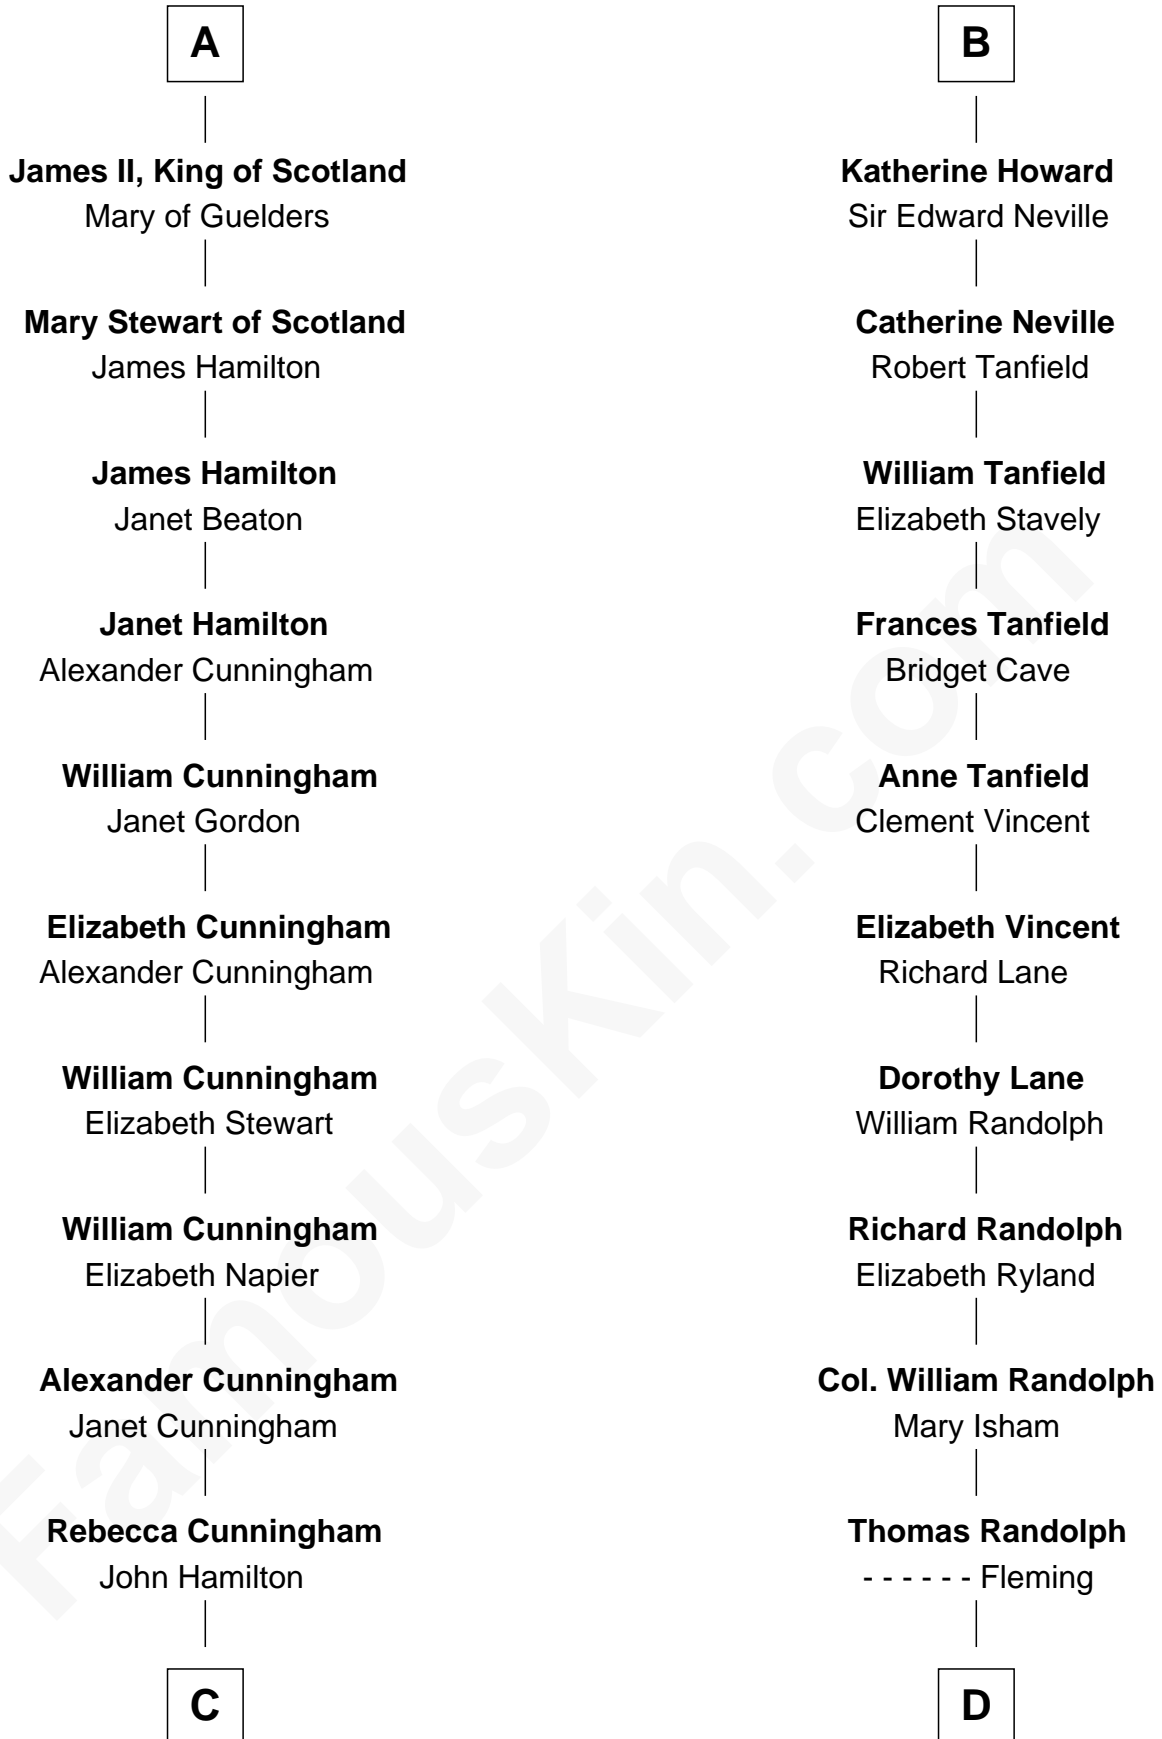 A
James II, King of Scotland
Mary of Guelders
Mary Stewart of Scotland
James Hamilton
James Hamilton
Janet Beaton
Janet Hamilton
Alexander Cunningham
William Cunningham
Janet Gordon
Elizabeth Cunningham
Alexander Cunningham
William Cunningham
Elizabeth Stewart
William Cunningham
Elizabeth Napier
Alexander Cunningham
Janet Cunningham
Rebecca Cunningham
John Hamilton
C
B
Katherine Howard
Sir Edward Neville
Catherine Neville
Robert Tanfield
William Tanfield
Elizabeth Stavely
Frances Tanfield
Bridget Cave
Anne Tanfield
Clement Vincent
Elizabeth Vincent
Richard Lane
Dorothy Lane
William Randolph
Richard Randolph
Elizabeth Ryland
Col. William Randolph
Mary Isham
Thomas Randolph
- - - - - - Fleming
D
FamousKin.com